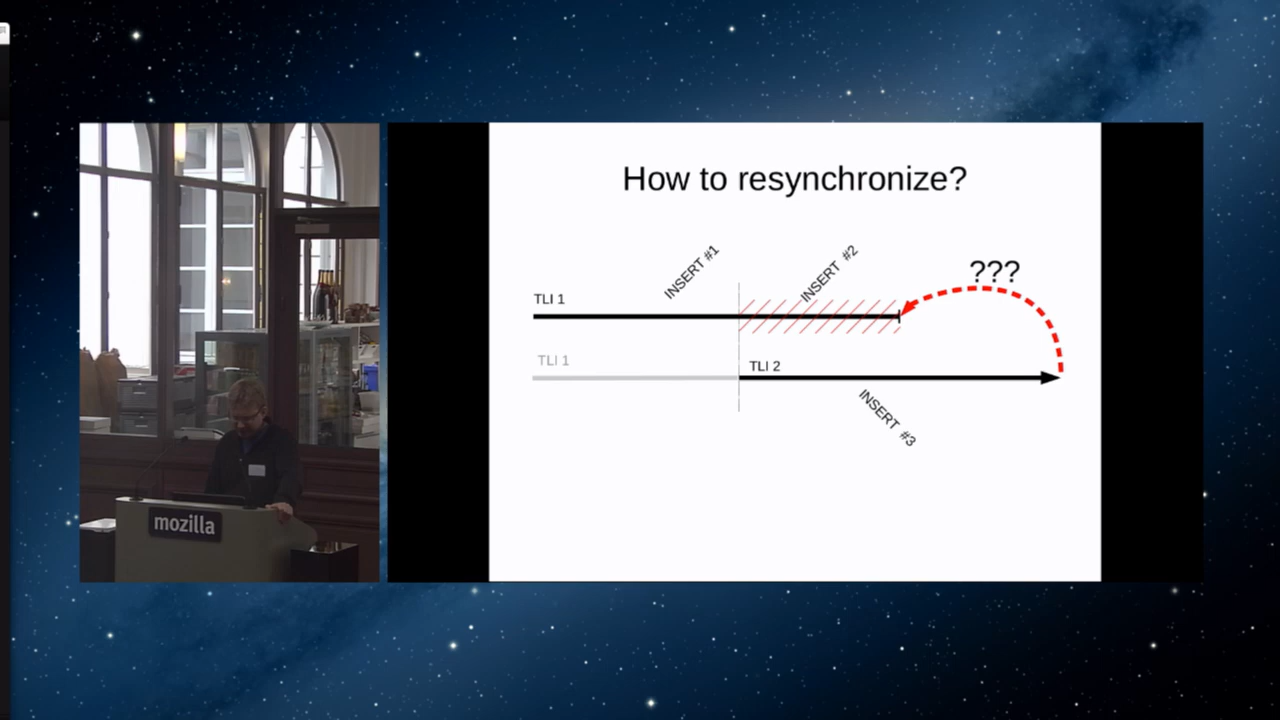 How to resynchronize?
INSERT #1
INSERT #2
???
TLI 1
TLI 1
TLI 2
INSERT #3
mozilla